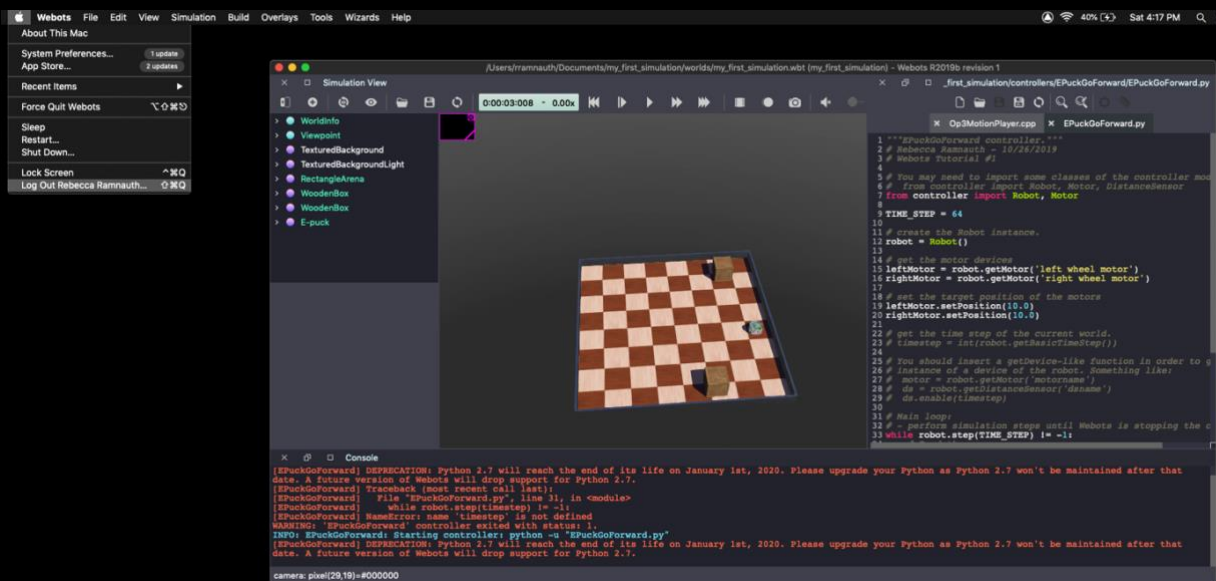 Webots File Edit View Simulation Build Overlays Tools Wizards Help
40% Sat 4:17 PM
About This Mac
System Preferences... 1 update
App Store... 2 updates
Recent Items
Force Quit Webots ⌥⇧⌘⎋
Sleep
Restart...
Shut Down...
Lock Screen ^⌘Q
Log Out Rebecca Ramnauth... ⇧⌘Q
/Users/rramnauth/Documents/my_first_simulation/worlds/my_first_simulation.wbt (my_first_simulation) - Webots R2019b revision 1
Simulation View
0:00:03:008 - 0.00x
WorldInfo
Viewpoint
TexturedBackground
TexturedBackgroundLight
RectangleArena
WoodenBox
WoodenBox
E-puck
_first_simulation/controllers/EPuckGoForward/EPuckGoForward.py
Op3MotionPlayer.cpp EPuckGoForward.py
1 """EPuckGoForward controller."""
2 # Rebecca Ramnauth - 10/26/2019
3 # Webots Tutorial #1
4
5 # You may need to import some classes of the controller mod
6 # from controller import Robot, Motor, DistanceSensor
7 from controller import Robot, Motor
8
9 TIME_STEP = 64
10
11 # create the Robot instance.
12 robot = Robot()
13
14 # get the motor devices
15 leftMotor = robot.getMotor('left wheel motor')
16 rightMotor = robot.getMotor('right wheel motor')
17
18 # set the target position of the motors
19 leftMotor.setPosition(10.0)
20 rightMotor.setPosition(10.0)
21
22 # get the time step of the current world.
23 # timestep = int(robot.getBasicTimeStep())
24
25 # You should insert a getDevice-like function in order to g
26 # instance of a device of the robot. Something like:
27 # motor = robot.getMotor('motorname')
28 # ds = robot.getDistanceSensor('dsname')
29 # ds.enable(timestep)
30
31 # Main loop:
32 # - perform simulation steps until Webots is stopping the c
33 while robot.step(TIME_STEP) != -1:
Console
[EPuckGoForward] DEPRECATION: Python 2.7 will reach the end of its life on January 1st, 2020. Please upgrade your Python as Python 2.7 won't be maintained after that
date. A future version of Webots will drop support for Python 2.7.
[EPuckGoForward] Traceback (most recent call last):
[EPuckGoForward] File "EPuckGoForward.py", line 31, in <module>
[EPuckGoForward] while robot.step(timestep) != -1:
[EPuckGoForward] NameError: name 'timestep' is not defined
WARNING: 'EPuckGoForward' controller exited with status: 1.
INFO: EPuckGoForward: Starting controller: python -u "EPuckGoForward.py"
[EPuckGoForward] DEPRECATION: Python 2.7 will reach the end of its life on January 1st, 2020. Please upgrade your Python as Python 2.7 won't be maintained after that
date. A future version of Webots will drop support for Python 2.7.
camera: pixel(29,19)=#000000